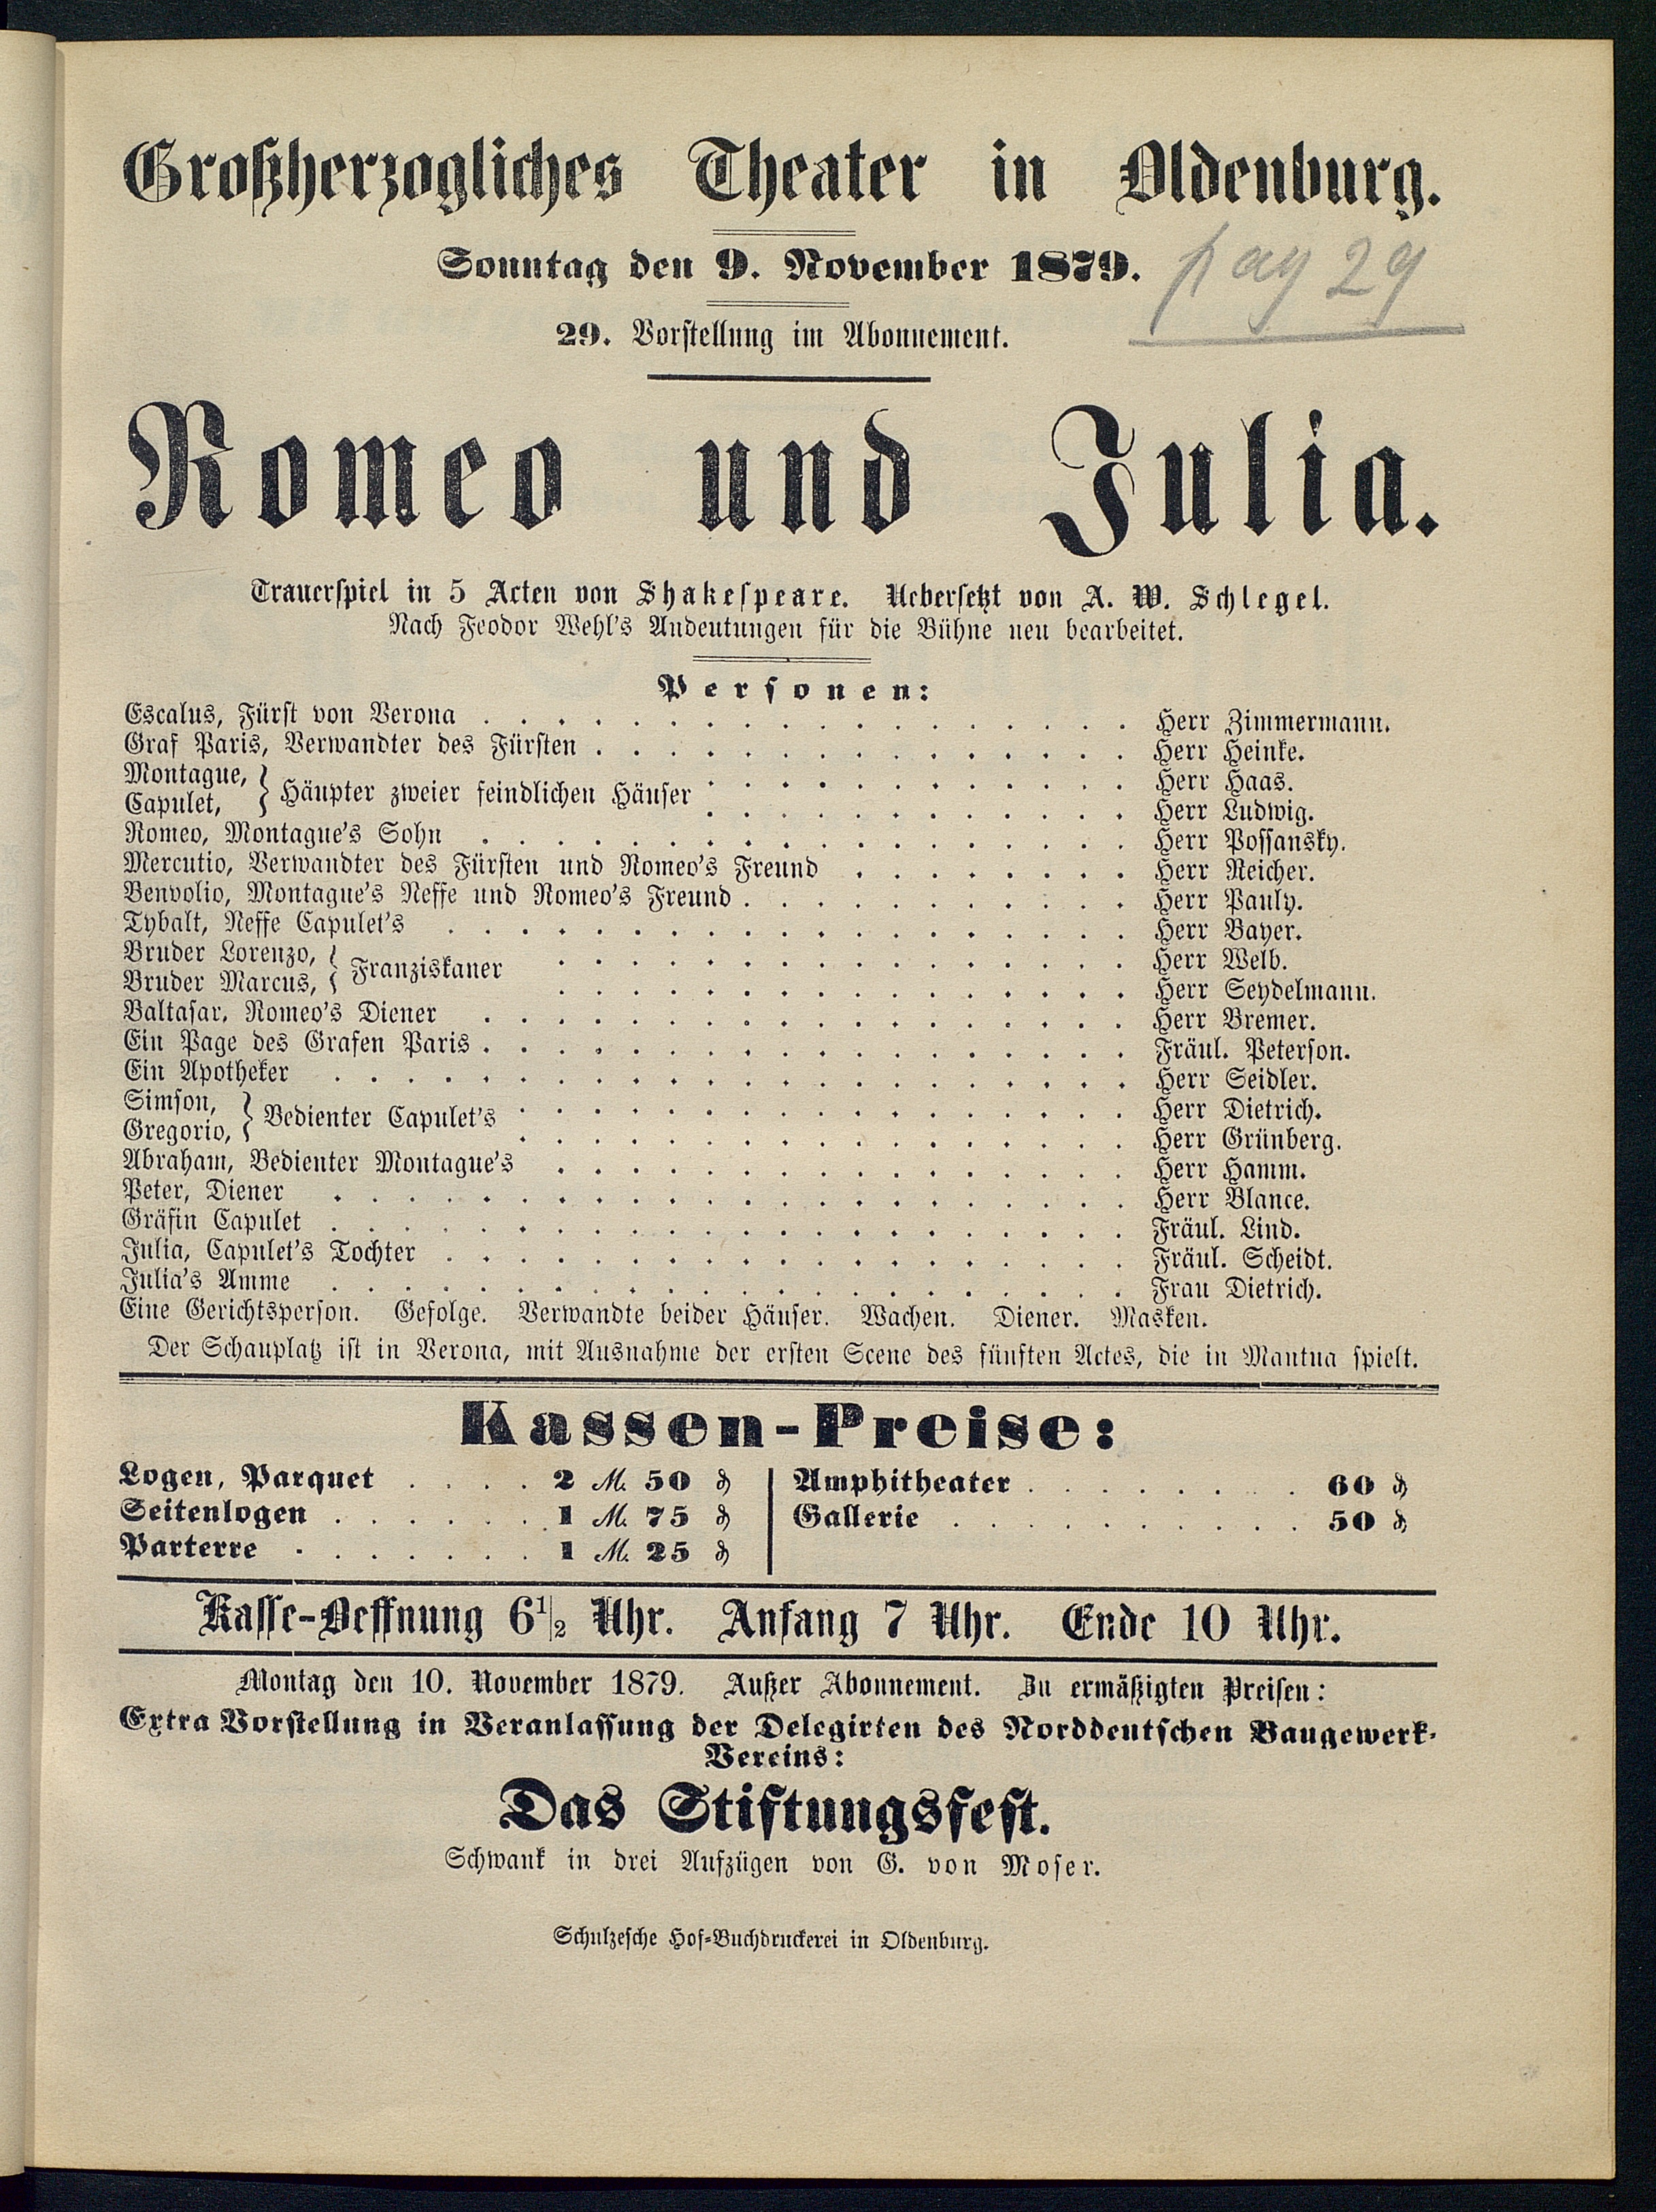 Großherzogliches Theater in Oldenburg.
Sonntag den 9. November 1879.
pag 29
29. Vorstellung im Abonnement.
Romeo und Julia.
Trauerspiel in 5 Acten von Shakespeare. Uebersetzt von A. W. Schlegel.
Nach Feodor Wehl's Andeutungen für die Bühne neu bearbeitet.
Personen:
Escalus, Fürst von Verona . . . . . . . . . . Herr Zimmermann.
Graf Paris, Verwandter des Fürsten . . . . . . . . . . Herr Heinke.
Montague, } Häupter zweier feindlichen Häuser . . . . . . . . . . Herr Haas.
Capulet, } . . . . . . . . . . Herr Ludwig.
Romeo, Montague's Sohn . . . . . . . . . . Herr Possansky.
Mercutio, Verwandter des Fürsten und Romeo's Freund . . . . . . . . Herr Reicher.
Benvolio, Montague's Neffe und Romeo's Freund . . . . . . . . . . Herr Pauly.
Tybalt, Neffe Capulet's . . . . . . . . . . Herr Bayer.
Bruder Lorenzo, { Franziskaner . . . . . . . . . . Herr Welb.
Bruder Marcus, { . . . . . . . . . . Herr Seydelmann.
Baltasar, Romeo's Diener . . . . . . . . . . Herr Bremer.
Ein Page des Grafen Paris . . . . . . . . . . Fräul. Peterson.
Ein Apotheker . . . . . . . . . . Herr Seidler.
Simson, } Bedienter Capulet's . . . . . . . . . . Herr Dietrich.
Gregorio, } . . . . . . . . . . Herr Grünberg.
Abraham, Bedienter Montague's . . . . . . . . . . Herr Hamm.
Peter, Diener . . . . . . . . . . Herr Blance.
Gräfin Capulet . . . . . . . . . . Fräul. Lind.
Julia, Capulet's Tochter . . . . . . . . . . Fräul. Scheidt.
Julia's Amme . . . . . . . . . . Frau Dietrich.
Eine Gerichtsperson. Gefolge. Verwandte beider Häuser. Wachen. Diener. Masken.
Der Schauplatz ist in Verona, mit Ausnahme der ersten Scene des fünften Actes, die in Mantua spielt.
Kassen-Preise:
Logen, Parquet . . . . 2 M. 50 ₰
Seitenlogen . . . . . . 1 M. 75 ₰
Parterre . . . . . . . 1 M. 25 ₰
Amphitheater . . . . . . . . 60 ₰
Gallerie . . . . . . . . . . 50 ₰
Kasse-Oeffnung 6½ Uhr. Anfang 7 Uhr. Ende 10 Uhr.
Montag den 10. November 1879. Außer Abonnement. Zu ermäßigten Preisen:
Extra Vorstellung in Veranlassung der Delegirten des Norddeutschen Baugewerk-
Vereins:
Das Stiftungsfest.
Schwank in drei Aufzügen von G. von Moser.
Schulzesche Hof-Buchdruckerei in Oldenburg.